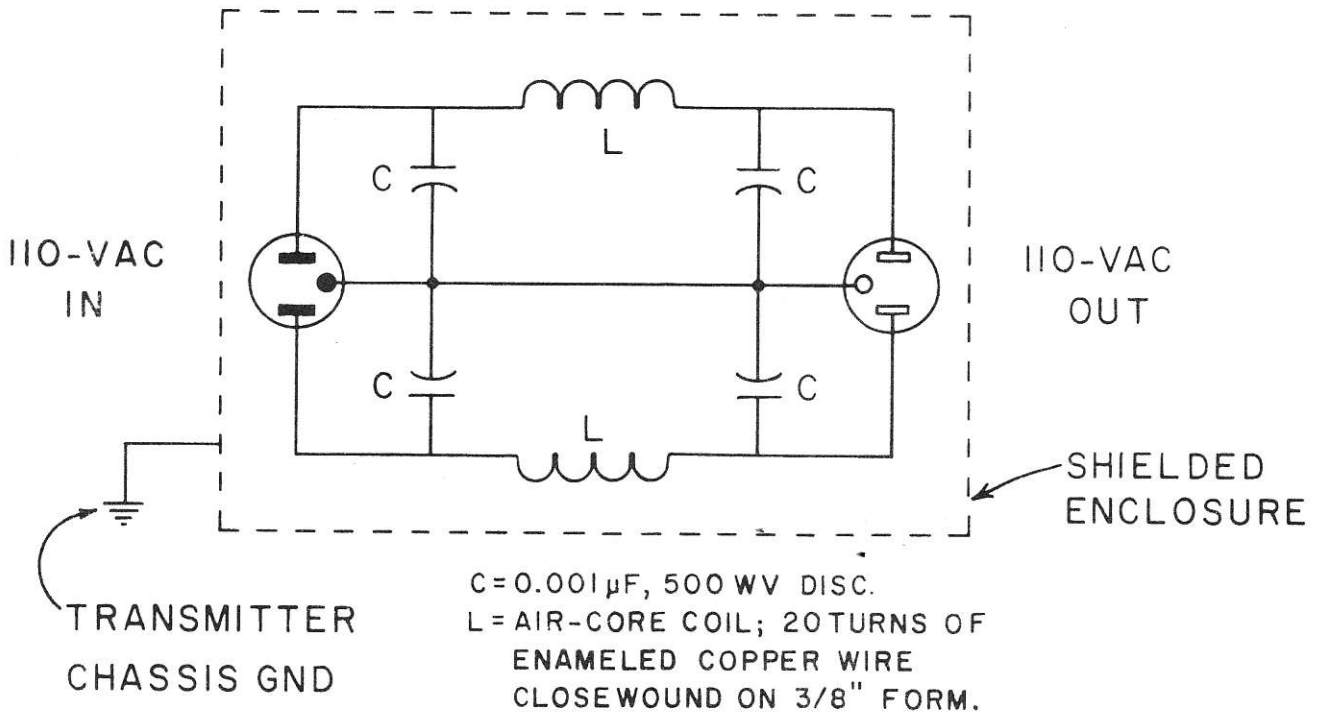 L
C
C
110-VAC
IN
110-VAC
OUT
C
C
L
SHIELDED
ENCLOSURE
TRANSMITTER
CHASSIS GND
C=0.001µF, 500 WV DISC.
L=AIR-CORE COIL; 20 TURNS OF
ENAMELED COPPER WIRE
CLOSEWOUND ON 3/8" FORM.